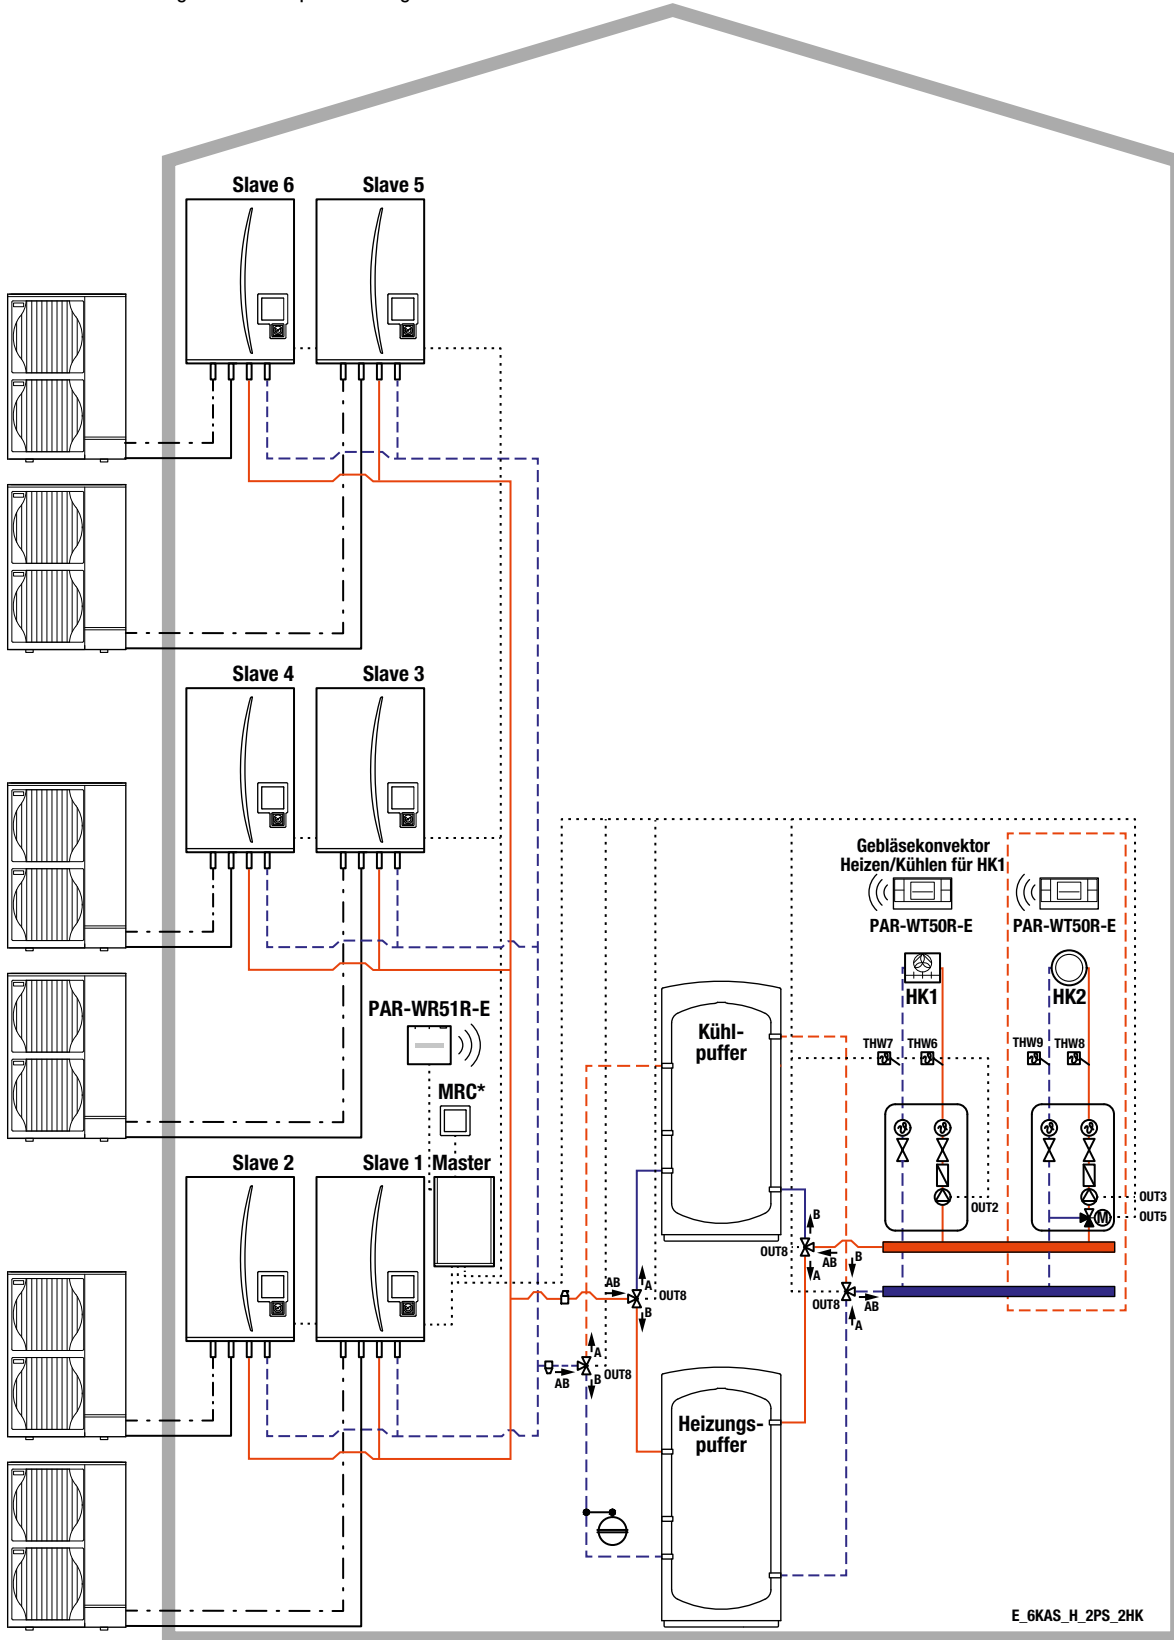 Slave 6
Slave 5
Slave 4
Slave 3
Gebläsekonvektor
Heizen/Kühlen für HK1
PAR-WT50R-E
PAR-WT50R-E
HK1
HK2
PAR-WR51R-E
MRC*
Kühl-
puffer
THW7
THW6
THW9
THW8
Slave 2
Slave 1
Master
OUT2
OUT3
M
OUT5
B
OUT8
AB
A
B
OUT8
AB
A
AB
A
OUT8
B
A
AB
B
OUT8
Heizungs-
puffer
E_6KAS_H_2PS_2HK